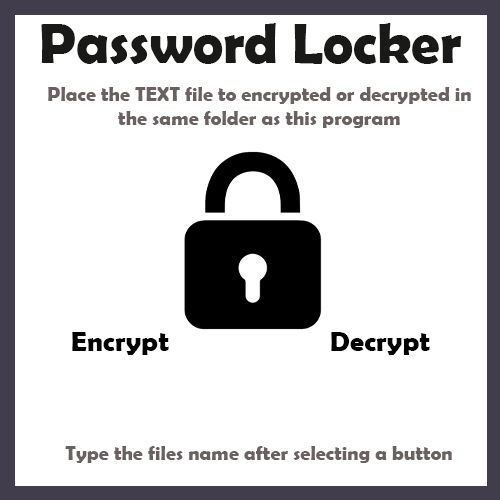 Password Locker
Place the TEXT file to encrypted or decrypted in
the same folder as this program
Encrypt
Decrypt
Type the files name after selecting a button